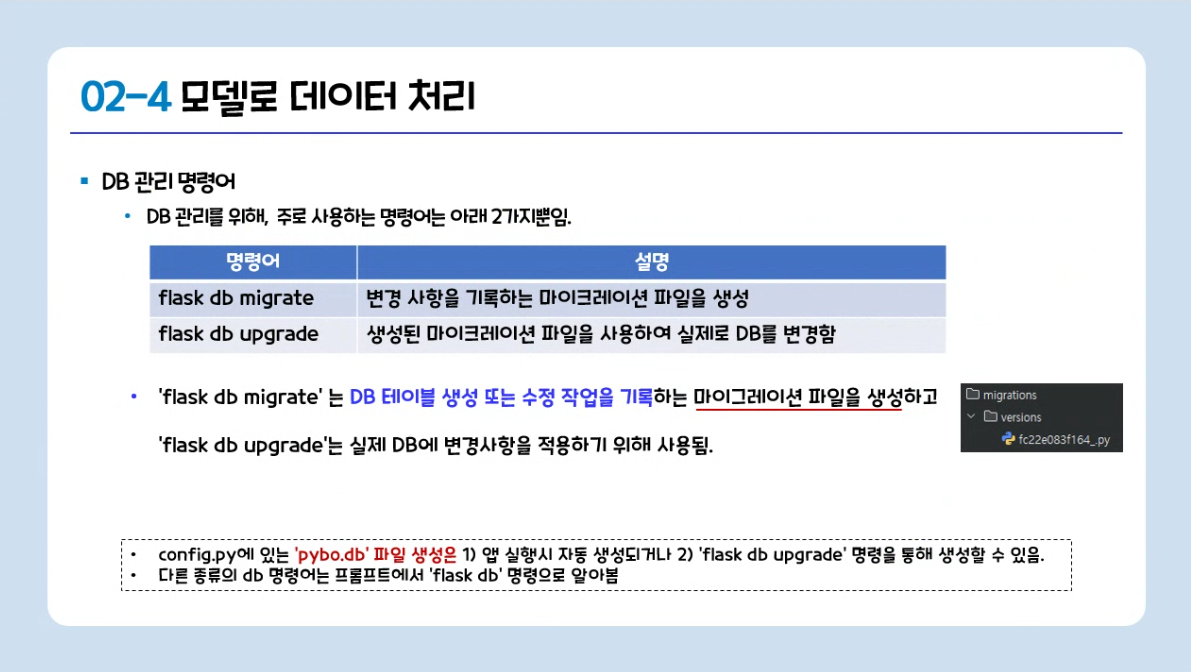 02-4 모델로 데이터 처리
DB 관리 명령어
DB 관리를 위해, 주로 사용하는 명령어는 아래 2가지뿐임.
명령어 설명
flask db migrate 변경 사항을 기록하는 마이크레이션 파일을 생성
flask db upgrade 생성된 마이크레이션 파일을 사용하여 실제로 DB를 변경함
'flask db migrate' 는 DB 테이블 생성 또는 수정 작업을 기록하는 마이그레이션 파일을 생성하고
'flask db upgrade'는 실제 DB에 변경사항을 적용하기 위해 사용됨.
migrations
versions
fc22e083f164_.py
config.py에 있는 'pybo.db' 파일 생성은 1) 앱 실행시 자동 생성되거나 2) 'flask db upgrade' 명령을 통해 생성할 수 있음.
다른 종류의 db 명령어는 프롬프트에서 'flask db' 명령으로 알아봄